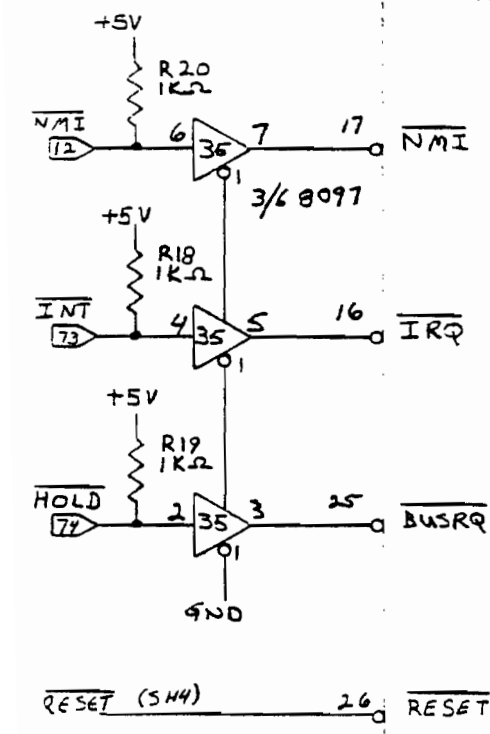 +5V
R20
1KΩ
NMI
12
6
35
7
17
NMI
1
3/6 8097
+5V
R18
1KΩ
INT
73
4
35
5
16
IRQ
1
+5V
R19
1KΩ
HOLD
74
2
35
3
25
BUSRQ
1
GND
RESET (SH4)
26
RESET